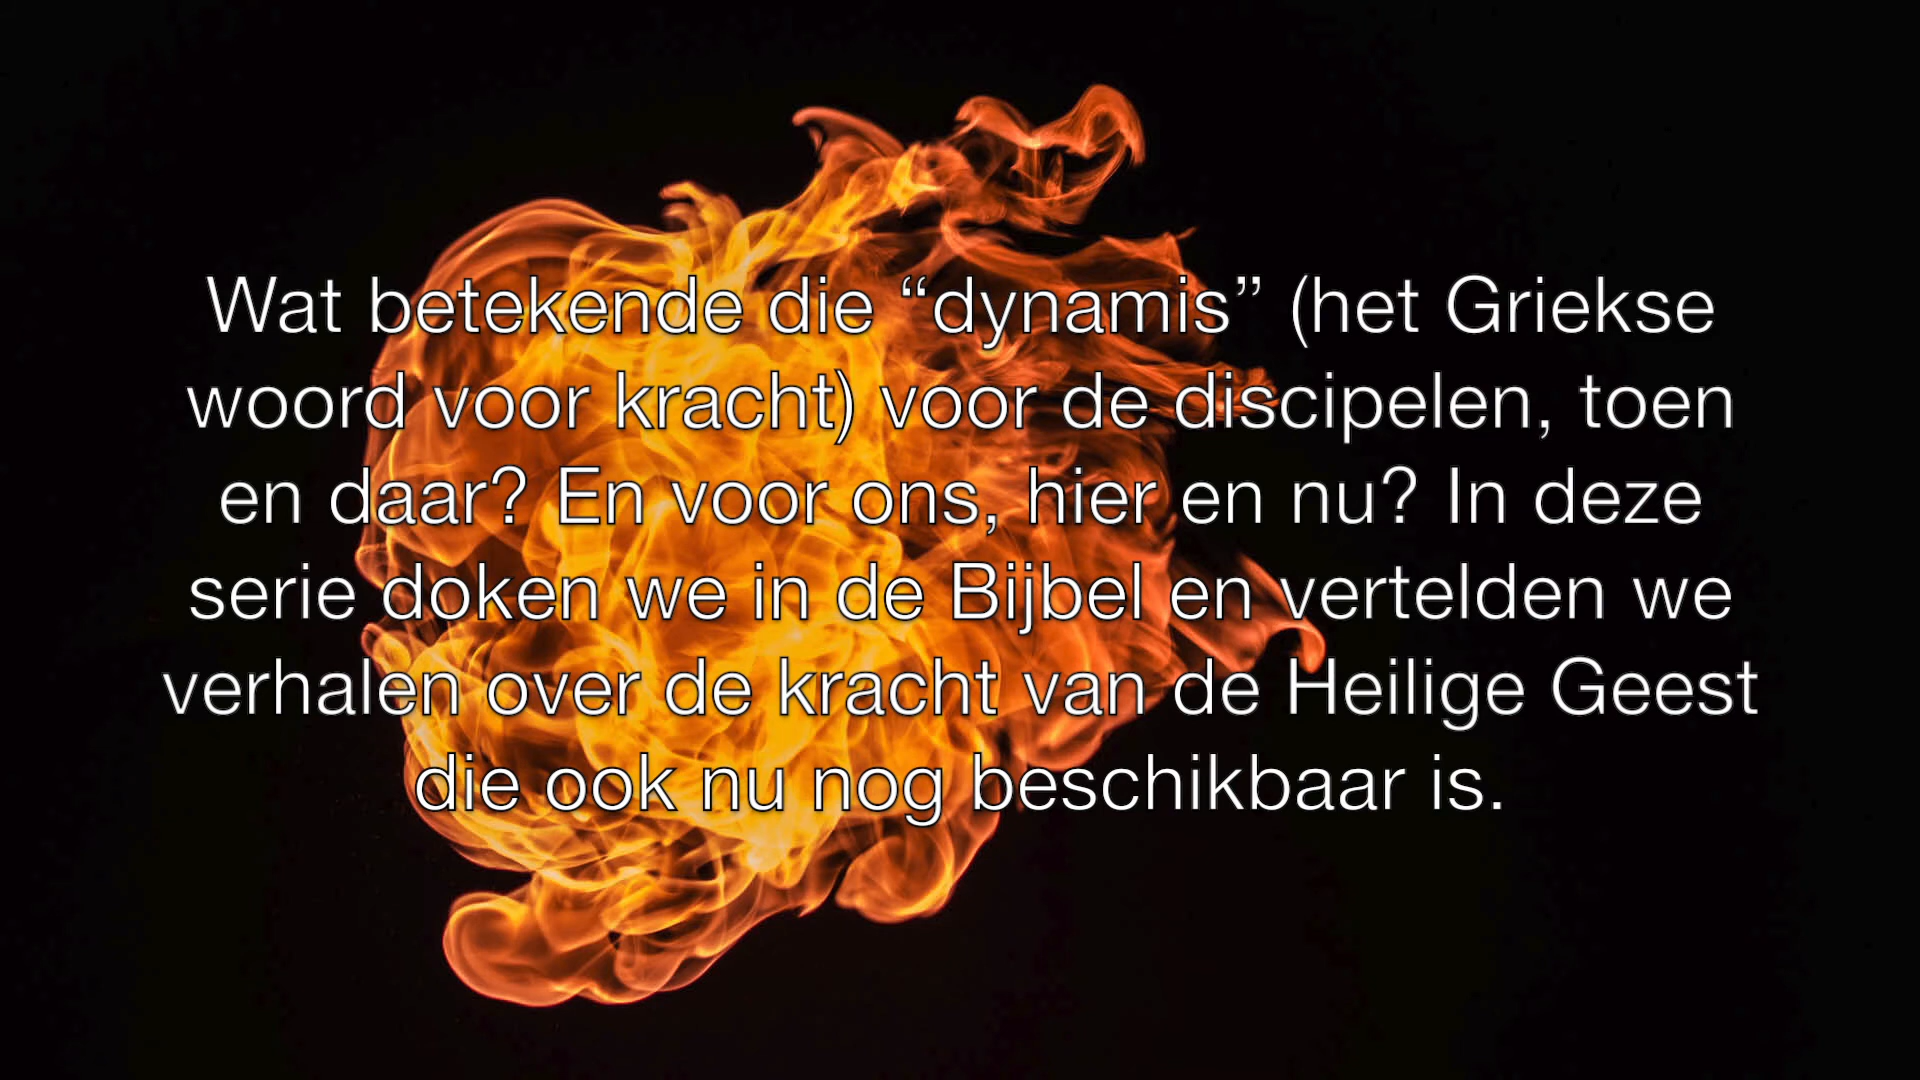 Wat betekende die “dynamis” (het Griekse
woord voor kracht) voor de discipelen, toen
en daar? En voor ons, hier en nu? In deze
serie doken we in de Bijbel en vertelden we
verhalen over de kracht van de Heilige Geest
die ook nu nog beschikbaar is.